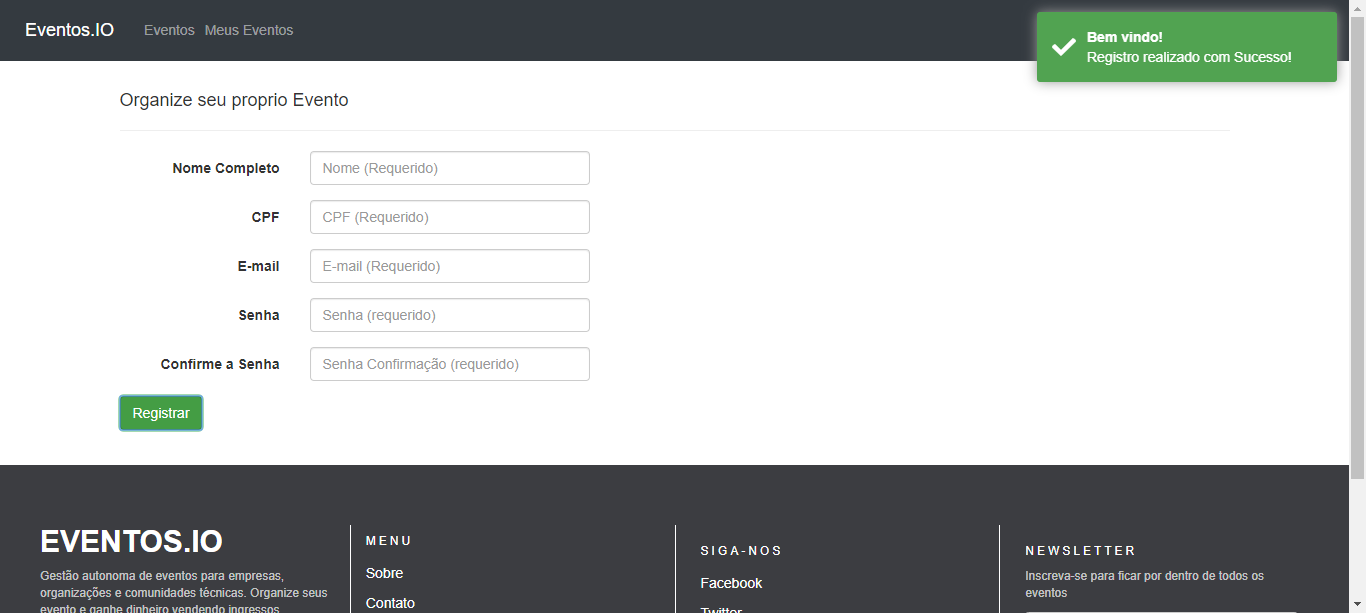 Eventos.IO
Eventos
Meus Eventos
Bem vindo!
Registro realizado com Sucesso!
Organize seu proprio Evento
Nome Completo
Nome (Requerido)
CPF
CPF (Requerido)
E-mail
E-mail (Requerido)
Senha
Senha (requerido)
Confirme a Senha
Senha Confirmação (requerido)
Registrar
EVENTOS.IO
Gestão autonoma de eventos para empresas,
organizações e comunidades técnicas. Organize seus
evento e ganhe dinheiro vendendo ingressos
MENU
Sobre
Contato
SIGA-NOS
Facebook
Twitter
NEWSLETTER
Inscreva-se para ficar por dentro de todos os
eventos